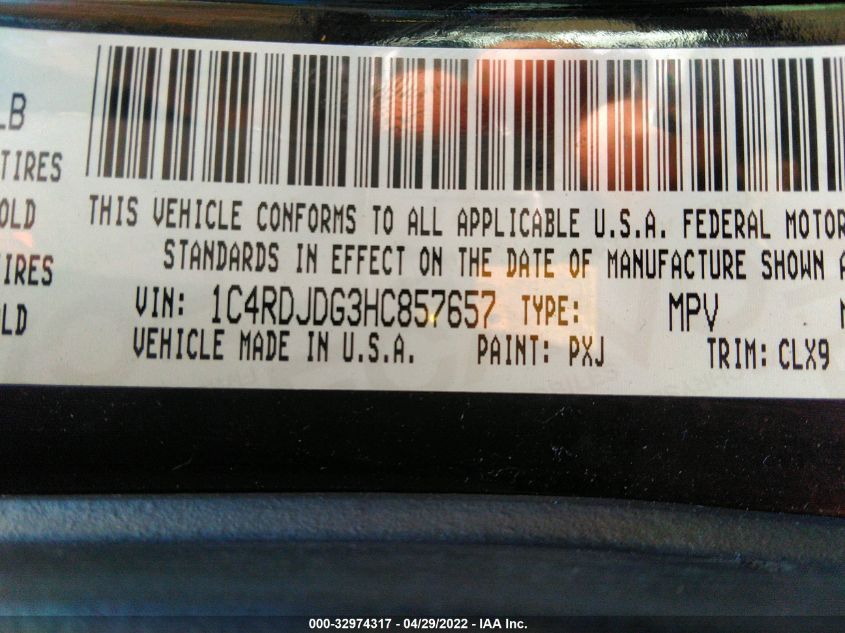 LB
TIRES
OLD
THIS VEHICLE CONFORMS TO ALL APPLICABLE U.S.A. FEDERAL MOTOR
STANDARDS IN EFFECT ON THE DATE OF MANUFACTURE SHOWN A
IRES
VIN: 1C4RDJDG3HC857657 TYPE: MPV
LD
VEHICLE MADE IN U.S.A. PAINT: PXJ TRIM: CLX9
000-32974317 - 04/29/2022 - IAA Inc.